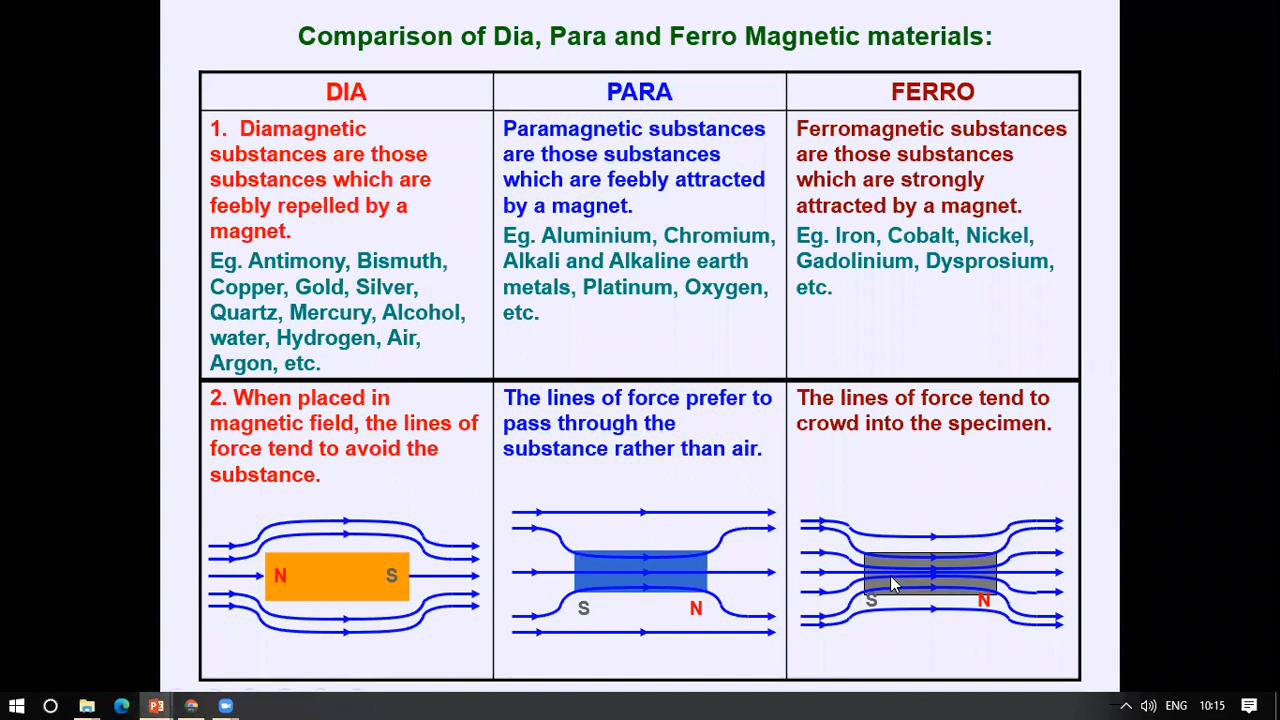 Comparison of Dia, Para and Ferro Magnetic materials:
DIA
PARA
FERRO
1. Diamagnetic
substances are those
substances which are
feebly repelled by a
magnet.
Eg. Antimony, Bismuth,
Copper, Gold, Silver,
Quartz, Mercury, Alcohol,
water, Hydrogen, Air,
Argon, etc.
Paramagnetic substances
are those substances
which are feebly attracted
by a magnet.
Eg. Aluminium, Chromium,
Alkali and Alkaline earth
metals, Platinum, Oxygen,
etc.
Ferromagnetic substances
are those substances
which are strongly
attracted by a magnet.
Eg. Iron, Cobalt, Nickel,
Gadolinium, Dysprosium,
etc.
2. When placed in
magnetic field, the lines of
force tend to avoid the
substance.
N S
The lines of force prefer to
pass through the
substance rather than air.
S N
The lines of force tend to
crowd into the specimen.
S N
ENG 10:15